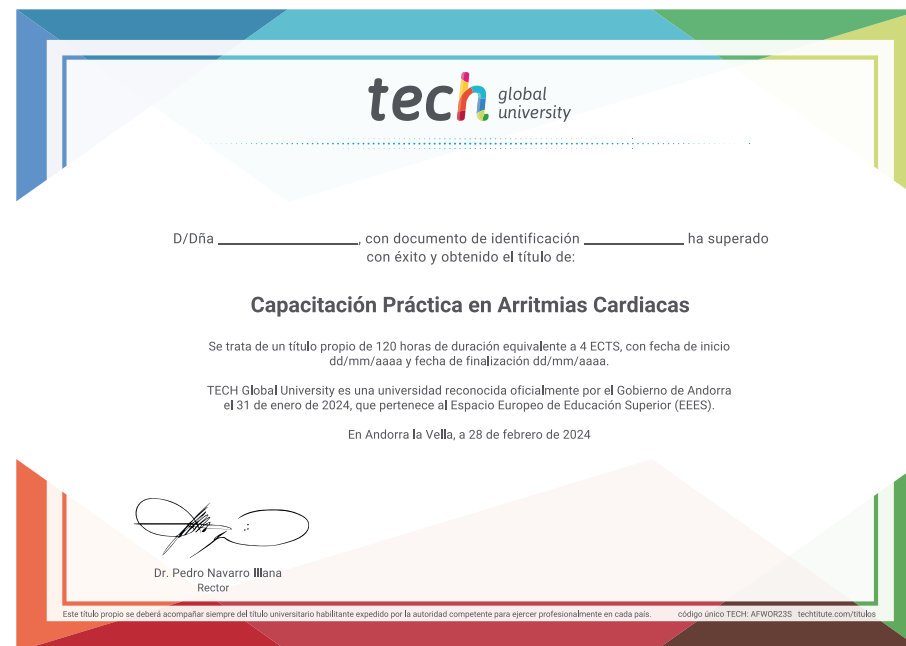 tech global university
D/Dña ____________________, con documento de identificación ______________ ha superado
con éxito y obtenido el título de:
Capacitación Práctica en Arritmias Cardiacas
Se trata de un título propio de 120 horas de duración equivalente a 4 ECTS, con fecha de inicio
dd/mm/aaaa y fecha de finalización dd/mm/aaaa.
TECH Global University es una universidad reconocida oficialmente por el Gobierno de Andorra
el 31 de enero de 2024, que pertenece al Espacio Europeo de Educación Superior (EEES).
En Andorra la Vella, a 28 de febrero de 2024
Dr. Pedro Navarro Illana
Rector
Este título propio se deberá acompañar siempre del título universitario habilitante expedido por la autoridad competente para ejercer profesionalmente en cada país. código único TECH: AFWOR23S techtitute.com/titulos